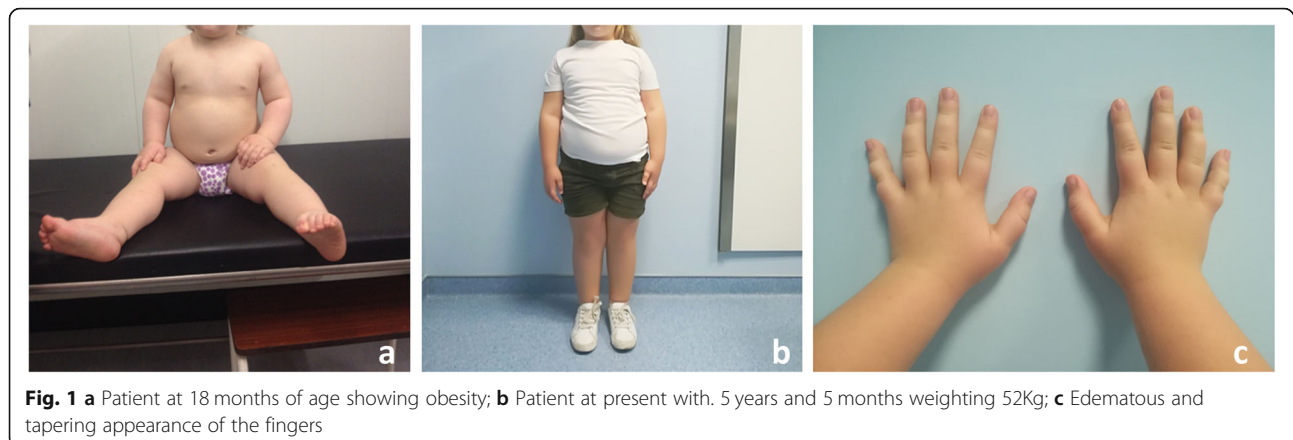 a
b
c
Fig. 1 a Patient at 18 months of age showing obesity; b Patient at present with. 5 years and 5 months weighting 52Kg; c Edematous and
tapering appearance of the fingers